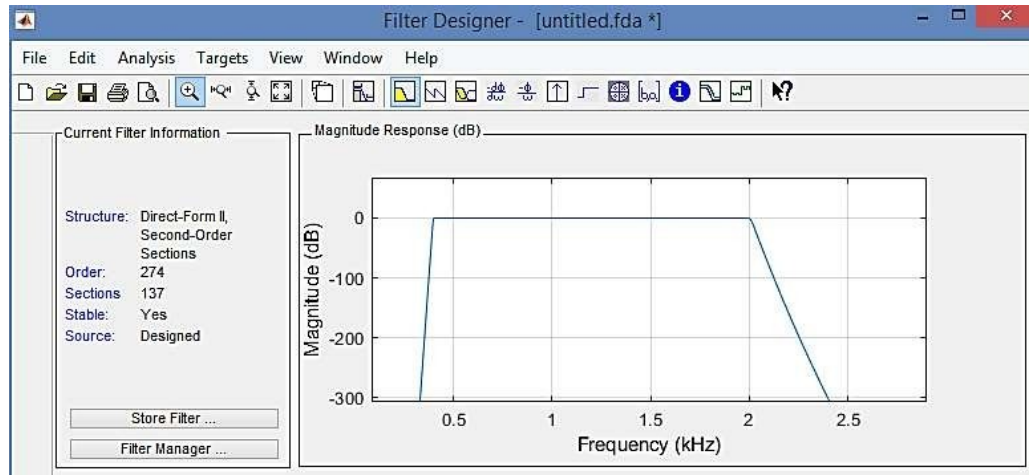 Filter Designer - [untitled.fda *]
File Edit Analysis Targets View Window Help
Current Filter Information
Structure: Direct-Form II,
Second-Order
Sections
Order: 274
Sections 137
Stable: Yes
Source: Designed
Store Filter ...
Filter Manager ...
Magnitude Response (dB)
Magnitude (dB)
0
-100
-200
-300
0.5 1 1.5 2 2.5
Frequency (kHz)